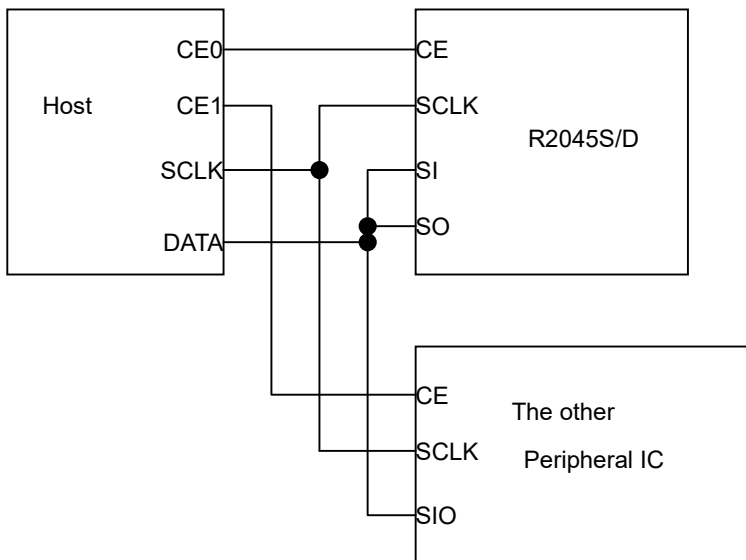 Host
CE0
CE1
SCLK
DATA
CE
SCLK
SI
SO
R2045S/D
CE
SCLK
SIO
The other
Peripheral IC